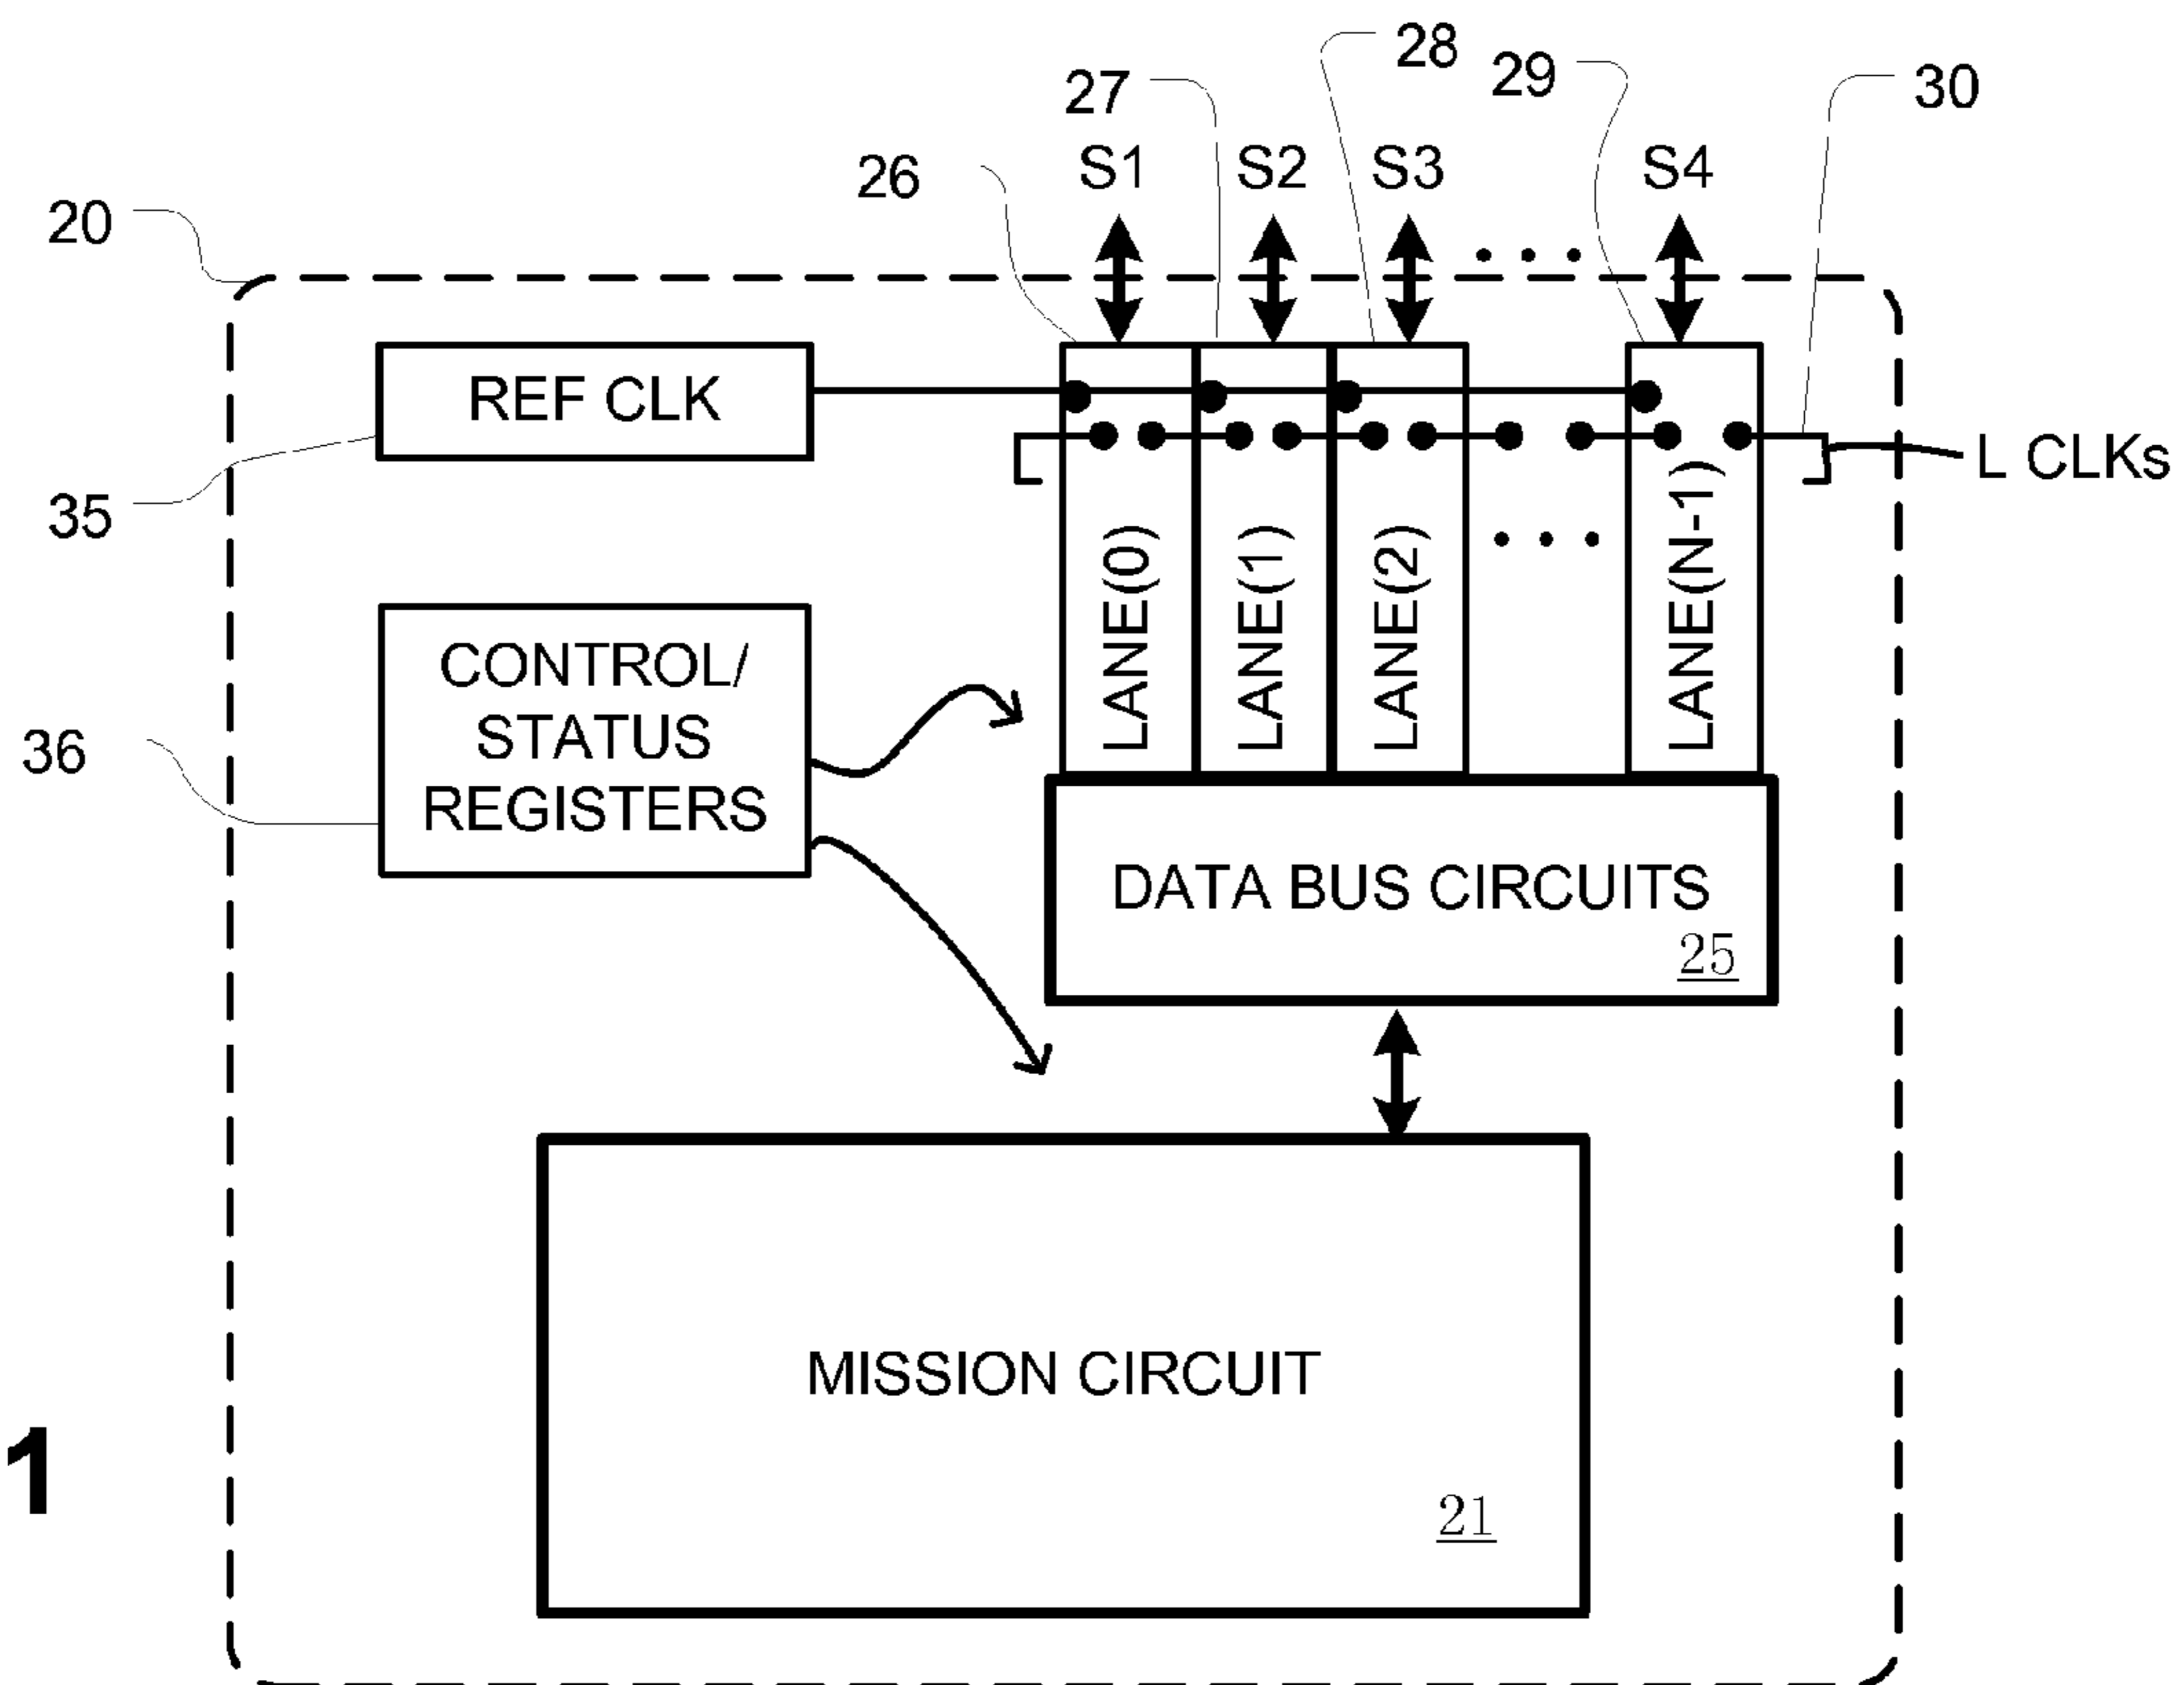 28
29
30
27
26
S1
S2
S3
S4
20
REF CLK
L CLKs
35
LANE(0)
LANE(1)
LANE(2)
LANE(N-1)
CONTROL/
STATUS
REGISTERS
36
DATA BUS CIRCUITS
25
MISSION CIRCUIT
21
1